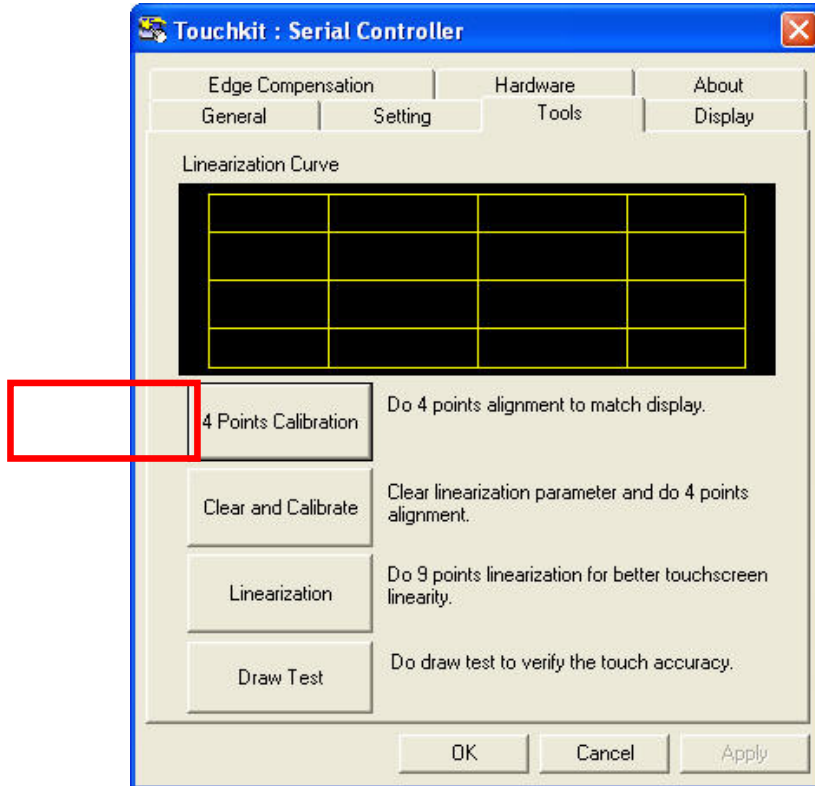 Touchkit : Serial Controller
Edge Compensation Hardware About
General Setting Tools Display
Linearization Curve
4 Points Calibration
Do 4 points alignment to match display.
Clear and Calibrate
Clear linearization parameter and do 4 points
alignment.
Linearization
Do 9 points linearization for better touchscreen
linearity.
Draw Test
Do draw test to verify the touch accuracy.
OK Cancel Apply